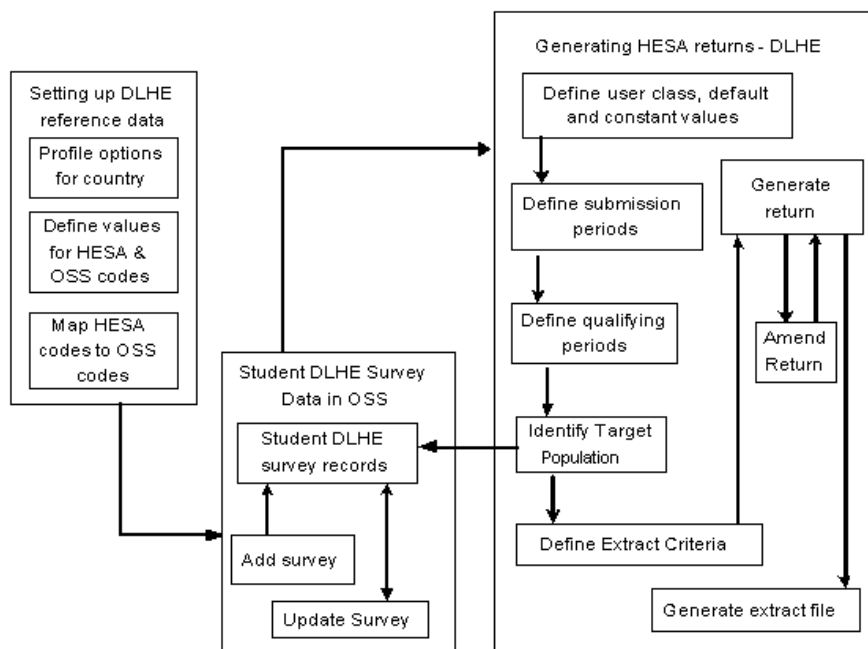 Setting up DLHE
reference data
Profile options
for country
Define values
for HESA &
OSS codes
Map HESA
codes to OSS
codes
Student DLHE Survey
Data in OSS
Student DLHE
survey records
Add survey
Update Survey
Generating HESA returns - DLHE
Define user class, default
and constant values
Define submission
periods
Define qualifying
periods
Identify Target
Population
Define Extract Criteria
Generate
return
Amend
Return
Generate extract file